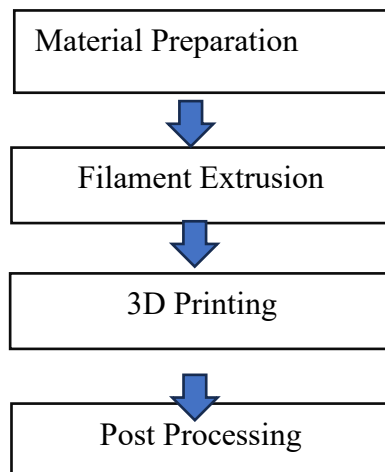 Material Preparation
Filament Extrusion
3D Printing
Post Processing